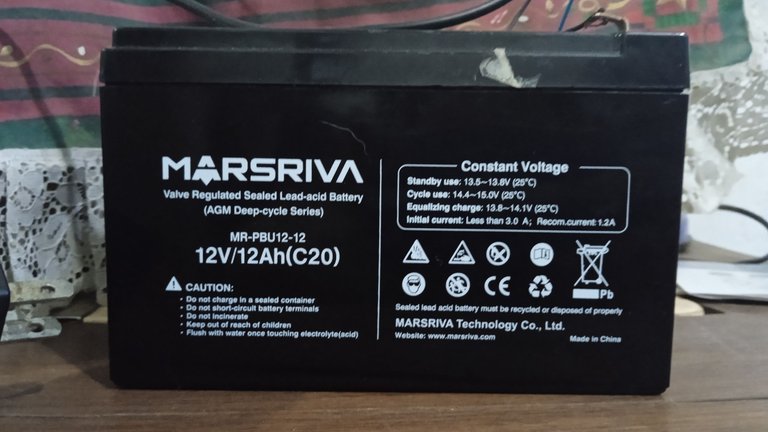 MARSRIVA
Valve Regulated Sealed Lead-acid Battery
(AGM Deep-cycle Series)
MR-PBU12-12
12V/12Ah(C20)
CAUTION:
• Do not charge in a sealed container
• Do not short-circuit battery terminals
• Do not incinerate
• Keep out of reach of children
• Flush with water once touching electrolyte(acid)
Constant Voltage
Standby use: 13.5~13.8V (25°C)
Cycle use: 14.4~15.0V (25°C)
Equalizing charge: 13.8~14.1V (25°C)
Initial current: Less than 3.0 A; Recom.current: 1.2A
CE
Pb
Sealed lead acid battery must be recycled or disposed of properly
MARSRIVA Technology Co., Ltd.
Website: www.marsriva.com
Made in China